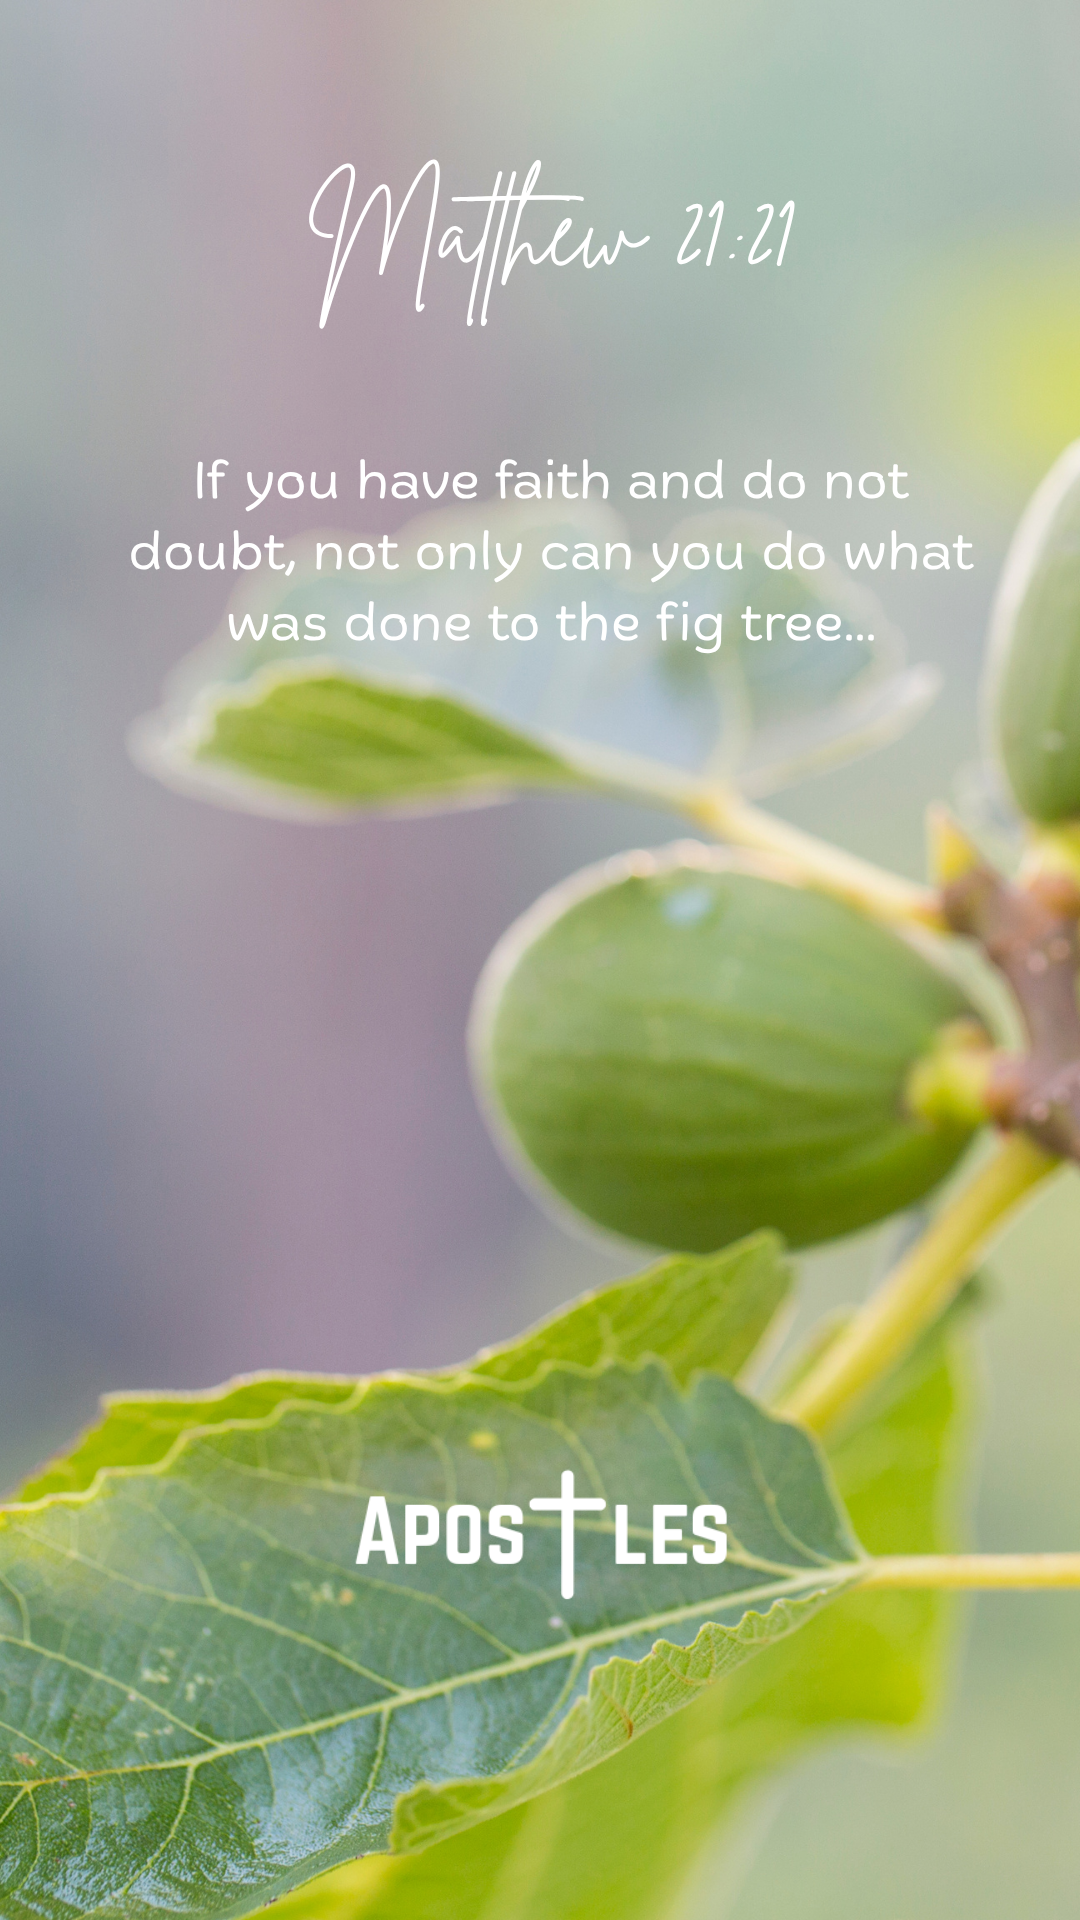 Matthew 21:21
If you have faith and do not
doubt, not only can you do what
was done to the fig tree...
APOSTLES